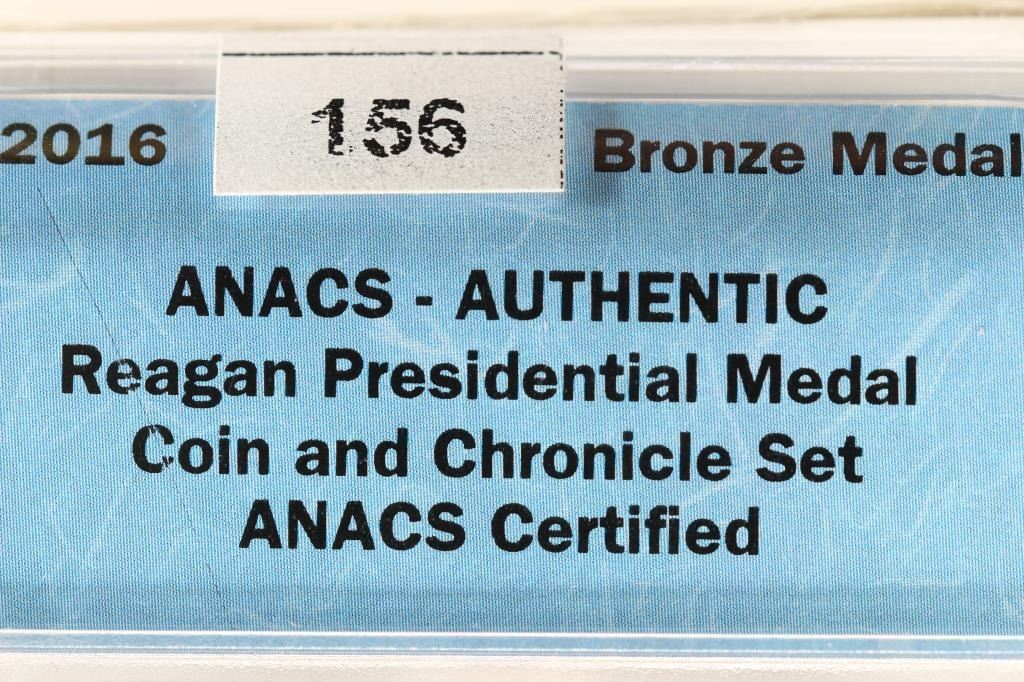 2016 156 Bronze Medal
ANACS - AUTHENTIC
Reagan Presidential Medal
Coin and Chronicle Set
ANACS Certified